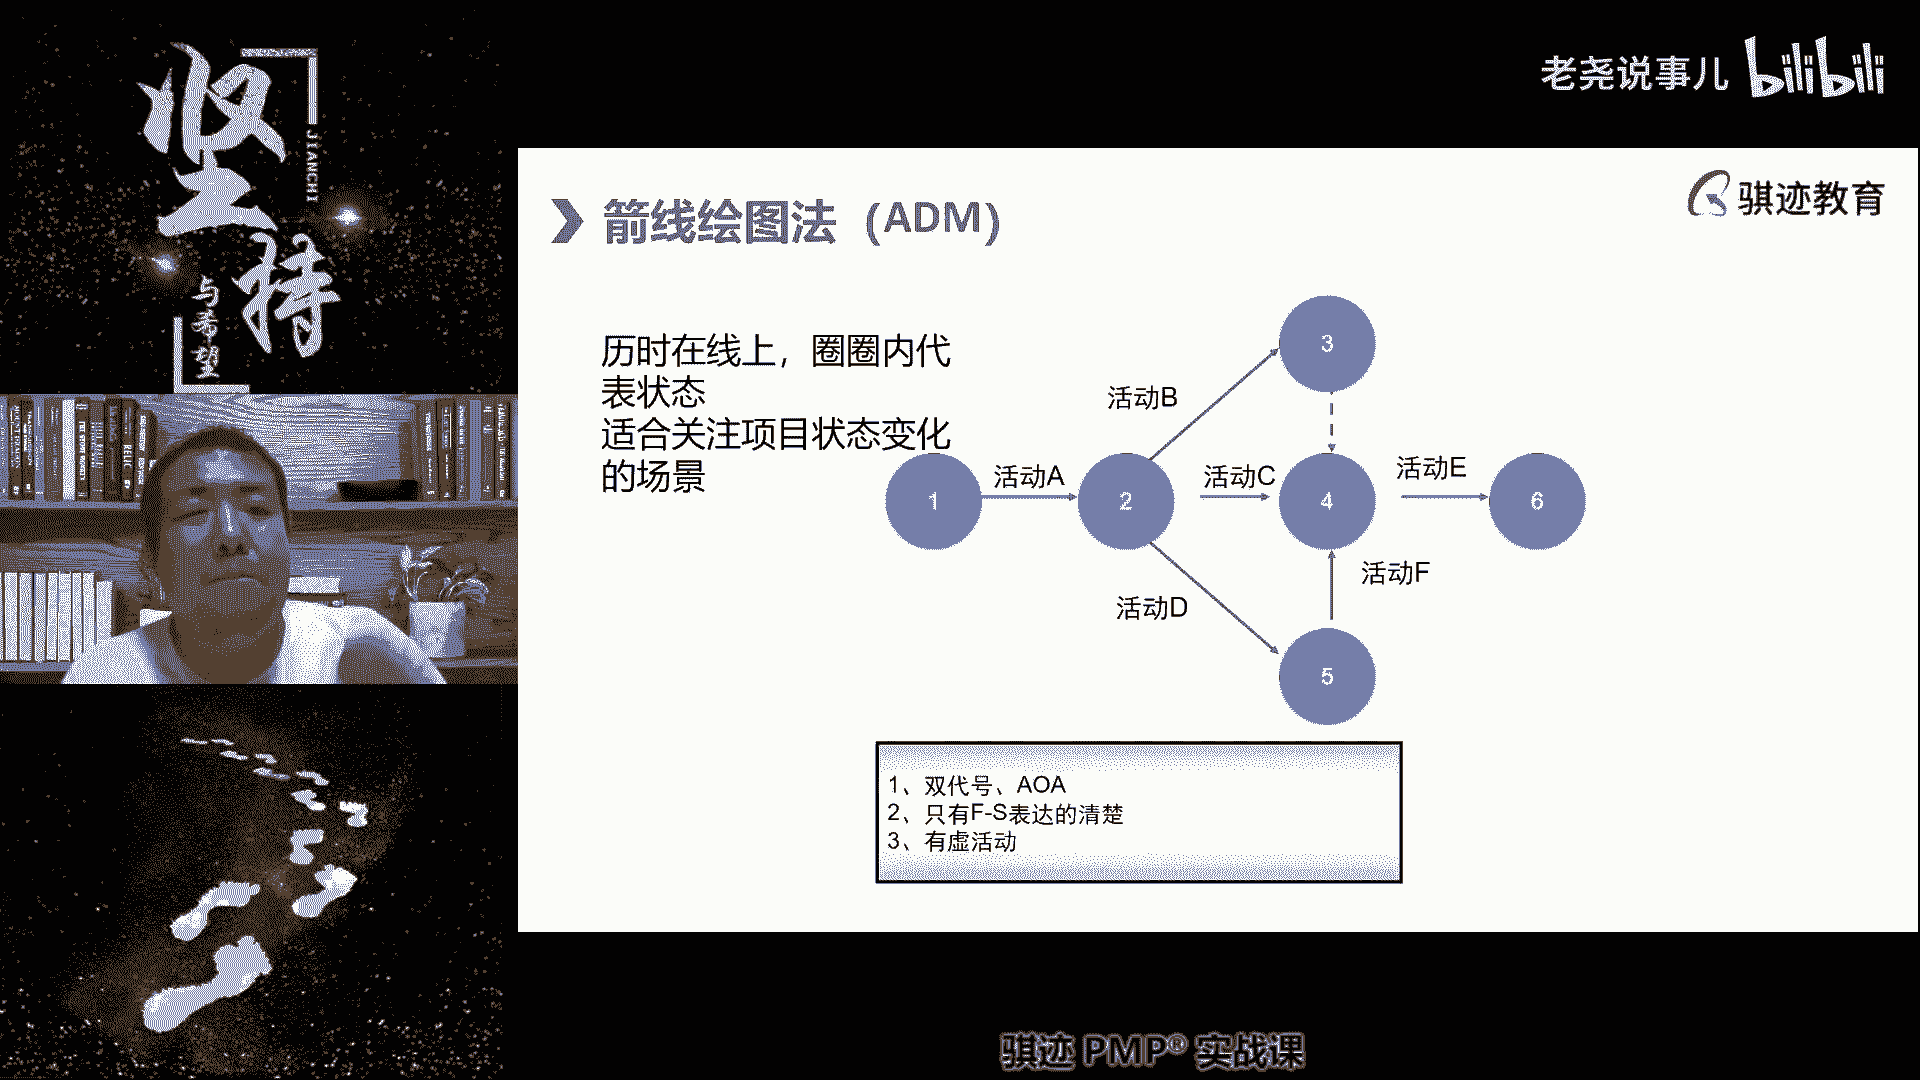 坚持
JIANCHI
与希望
老尧说事儿 bilibili
骐迹教育
箭线绘图法（ADM）
历时在线上，圈圈内代
表状态
适合关注项目状态变化
的场景
3
活动B
活动A
活动C
活动E
1
2
4
6
活动F
活动D
5
1、双代号、AOA
2、只有F-S表达的清楚
3、有虚活动
骐迹 PMP® 实战课